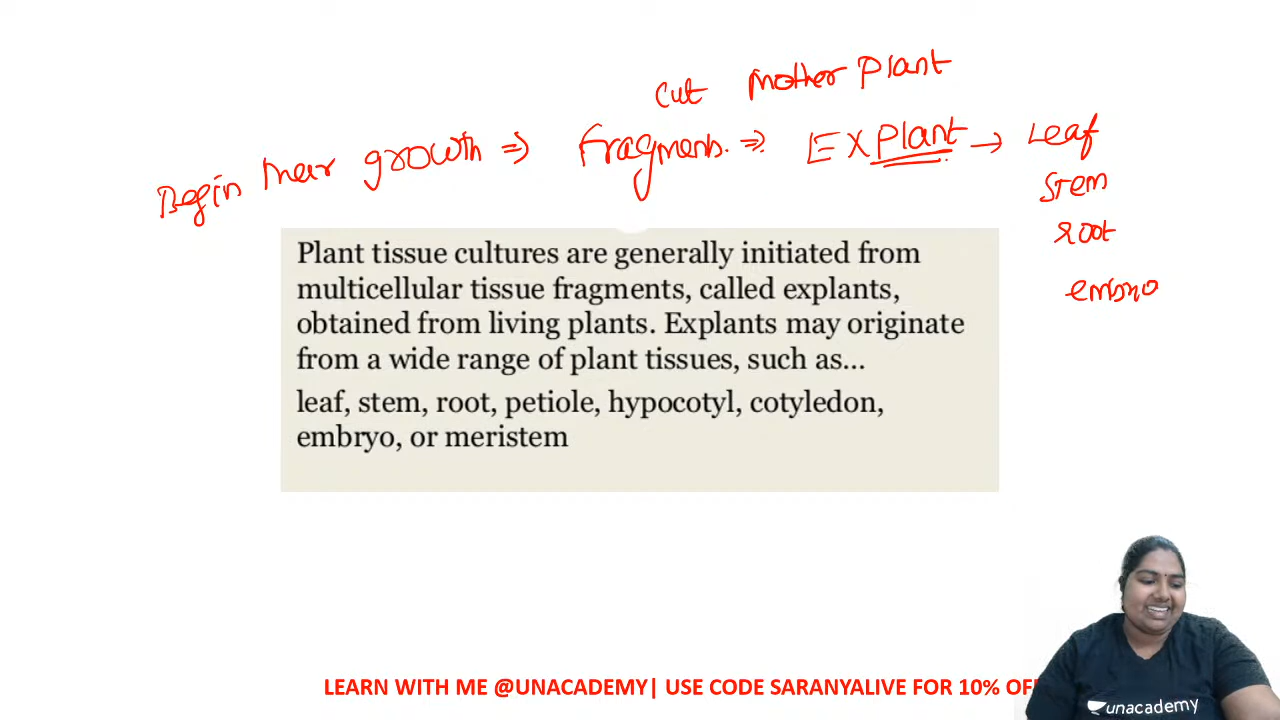 cut mother Plant
Begin new growth ⇒ Fragments ⇒ EXPlant → Leaf
stem
root
embryo
Plant tissue cultures are generally initiated from
multicellular tissue fragments, called explants,
obtained from living plants. Explants may originate
from a wide range of plant tissues, such as...
leaf, stem, root, petiole, hypocotyl, cotyledon,
embryo, or meristem
LEARN WITH ME @UNACADEMY| USE CODE SARANYALIVE FOR 10% OF
unacademy